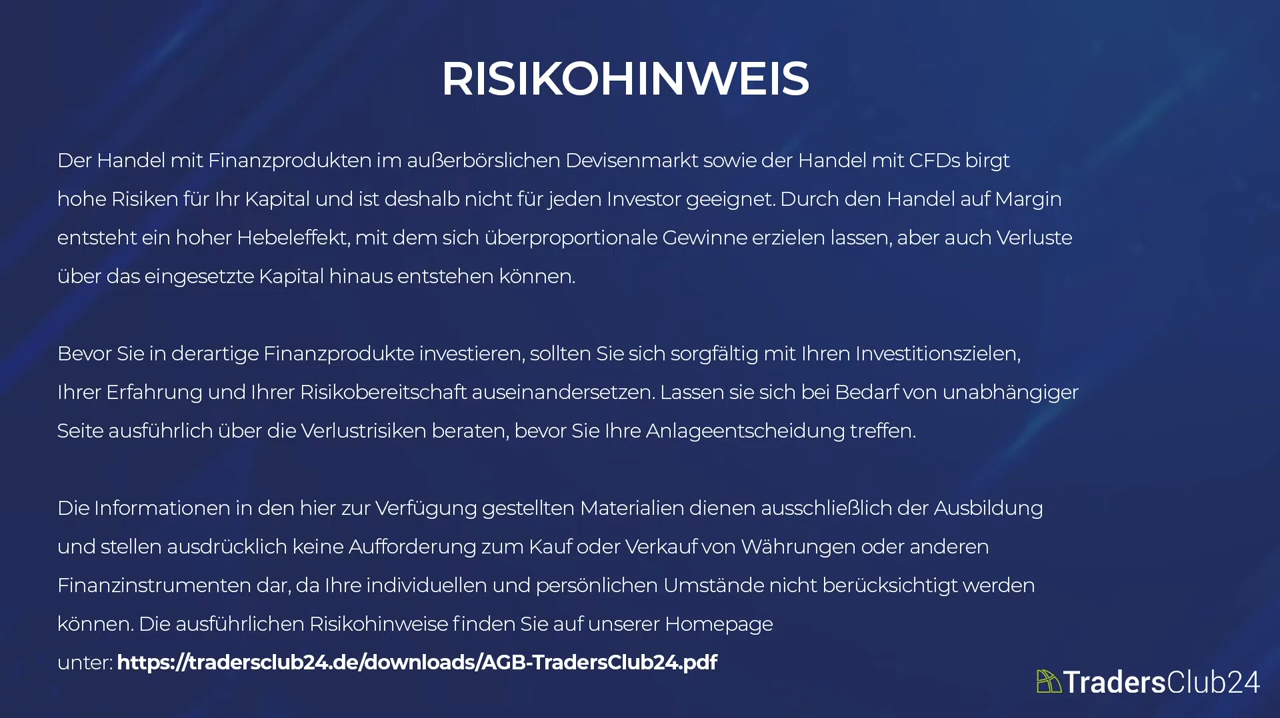 RISIKOHINWEIS
Der Handel mit Finanzprodukten im außerbörslichen Devisenmarkt sowie der Handel mit CFDs birgt
hohe Risiken für Ihr Kapital und ist deshalb nicht für jeden Investor geeignet. Durch den Handel auf Margin
entsteht ein hoher Hebeleffekt, mit dem sich überproportionale Gewinne erzielen lassen, aber auch Verluste
über das eingesetzte Kapital hinaus entstehen können.
Bevor Sie in derartige Finanzprodukte investieren, sollten Sie sich sorgfältig mit Ihren Investitionszielen,
Ihrer Erfahrung und Ihrer Risikobereitschaft auseinandersetzen. Lassen sie sich bei Bedarf von unabhängiger
Seite ausführlich über die Verlustrisiken beraten, bevor Sie Ihre Anlageentscheidung treffen.
Die Informationen in den hier zur Verfügung gestellten Materialien dienen ausschließlich der Ausbildung
und stellen ausdrücklich keine Aufforderung zum Kauf oder Verkauf von Währungen oder anderen
Finanzinstrumenten dar, da Ihre individuellen und persönlichen Umstände nicht berücksichtigt werden
können. Die ausführlichen Risikohinweise finden Sie auf unserer Homepage
unter: https://tradersclub24.de/downloads/AGB-TradersClub24.pdf
TradersClub24